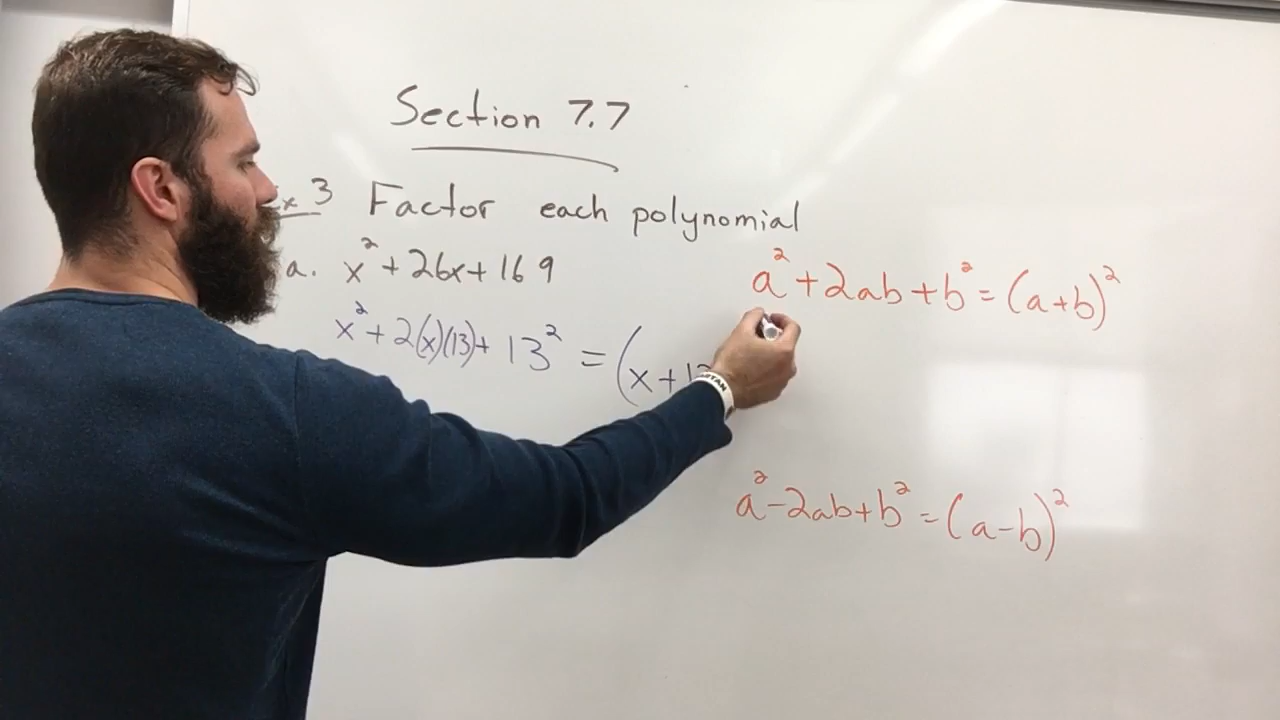 Section 7.7
x 3 Factor each polynomial
a. x² + 26x + 169
x² + 2(x)(13) + 13² = (x + 1
a² + 2ab + b² = (a + b)²
a² - 2ab + b² = (a - b)²